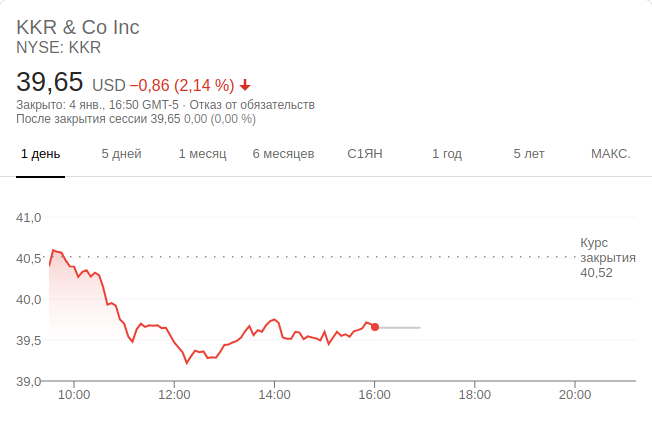 KKR & Co Inc
NYSE: KKR
39,65 USD −0,86 (2,14 %)
Закрыто: 4 янв., 16:50 GMT-5 · Отказ от обязательств
После закрытия сессии 39,65 0,00 (0,00 %)
1 день 5 дней 1 месяц 6 месяцев С1ЯН 1 год 5 лет МАКС.
41,0
Курс
40,5 закрытия
40,52
40,0
39,5
39,0
10:00 12:00 14:00 16:00 18:00 20:00